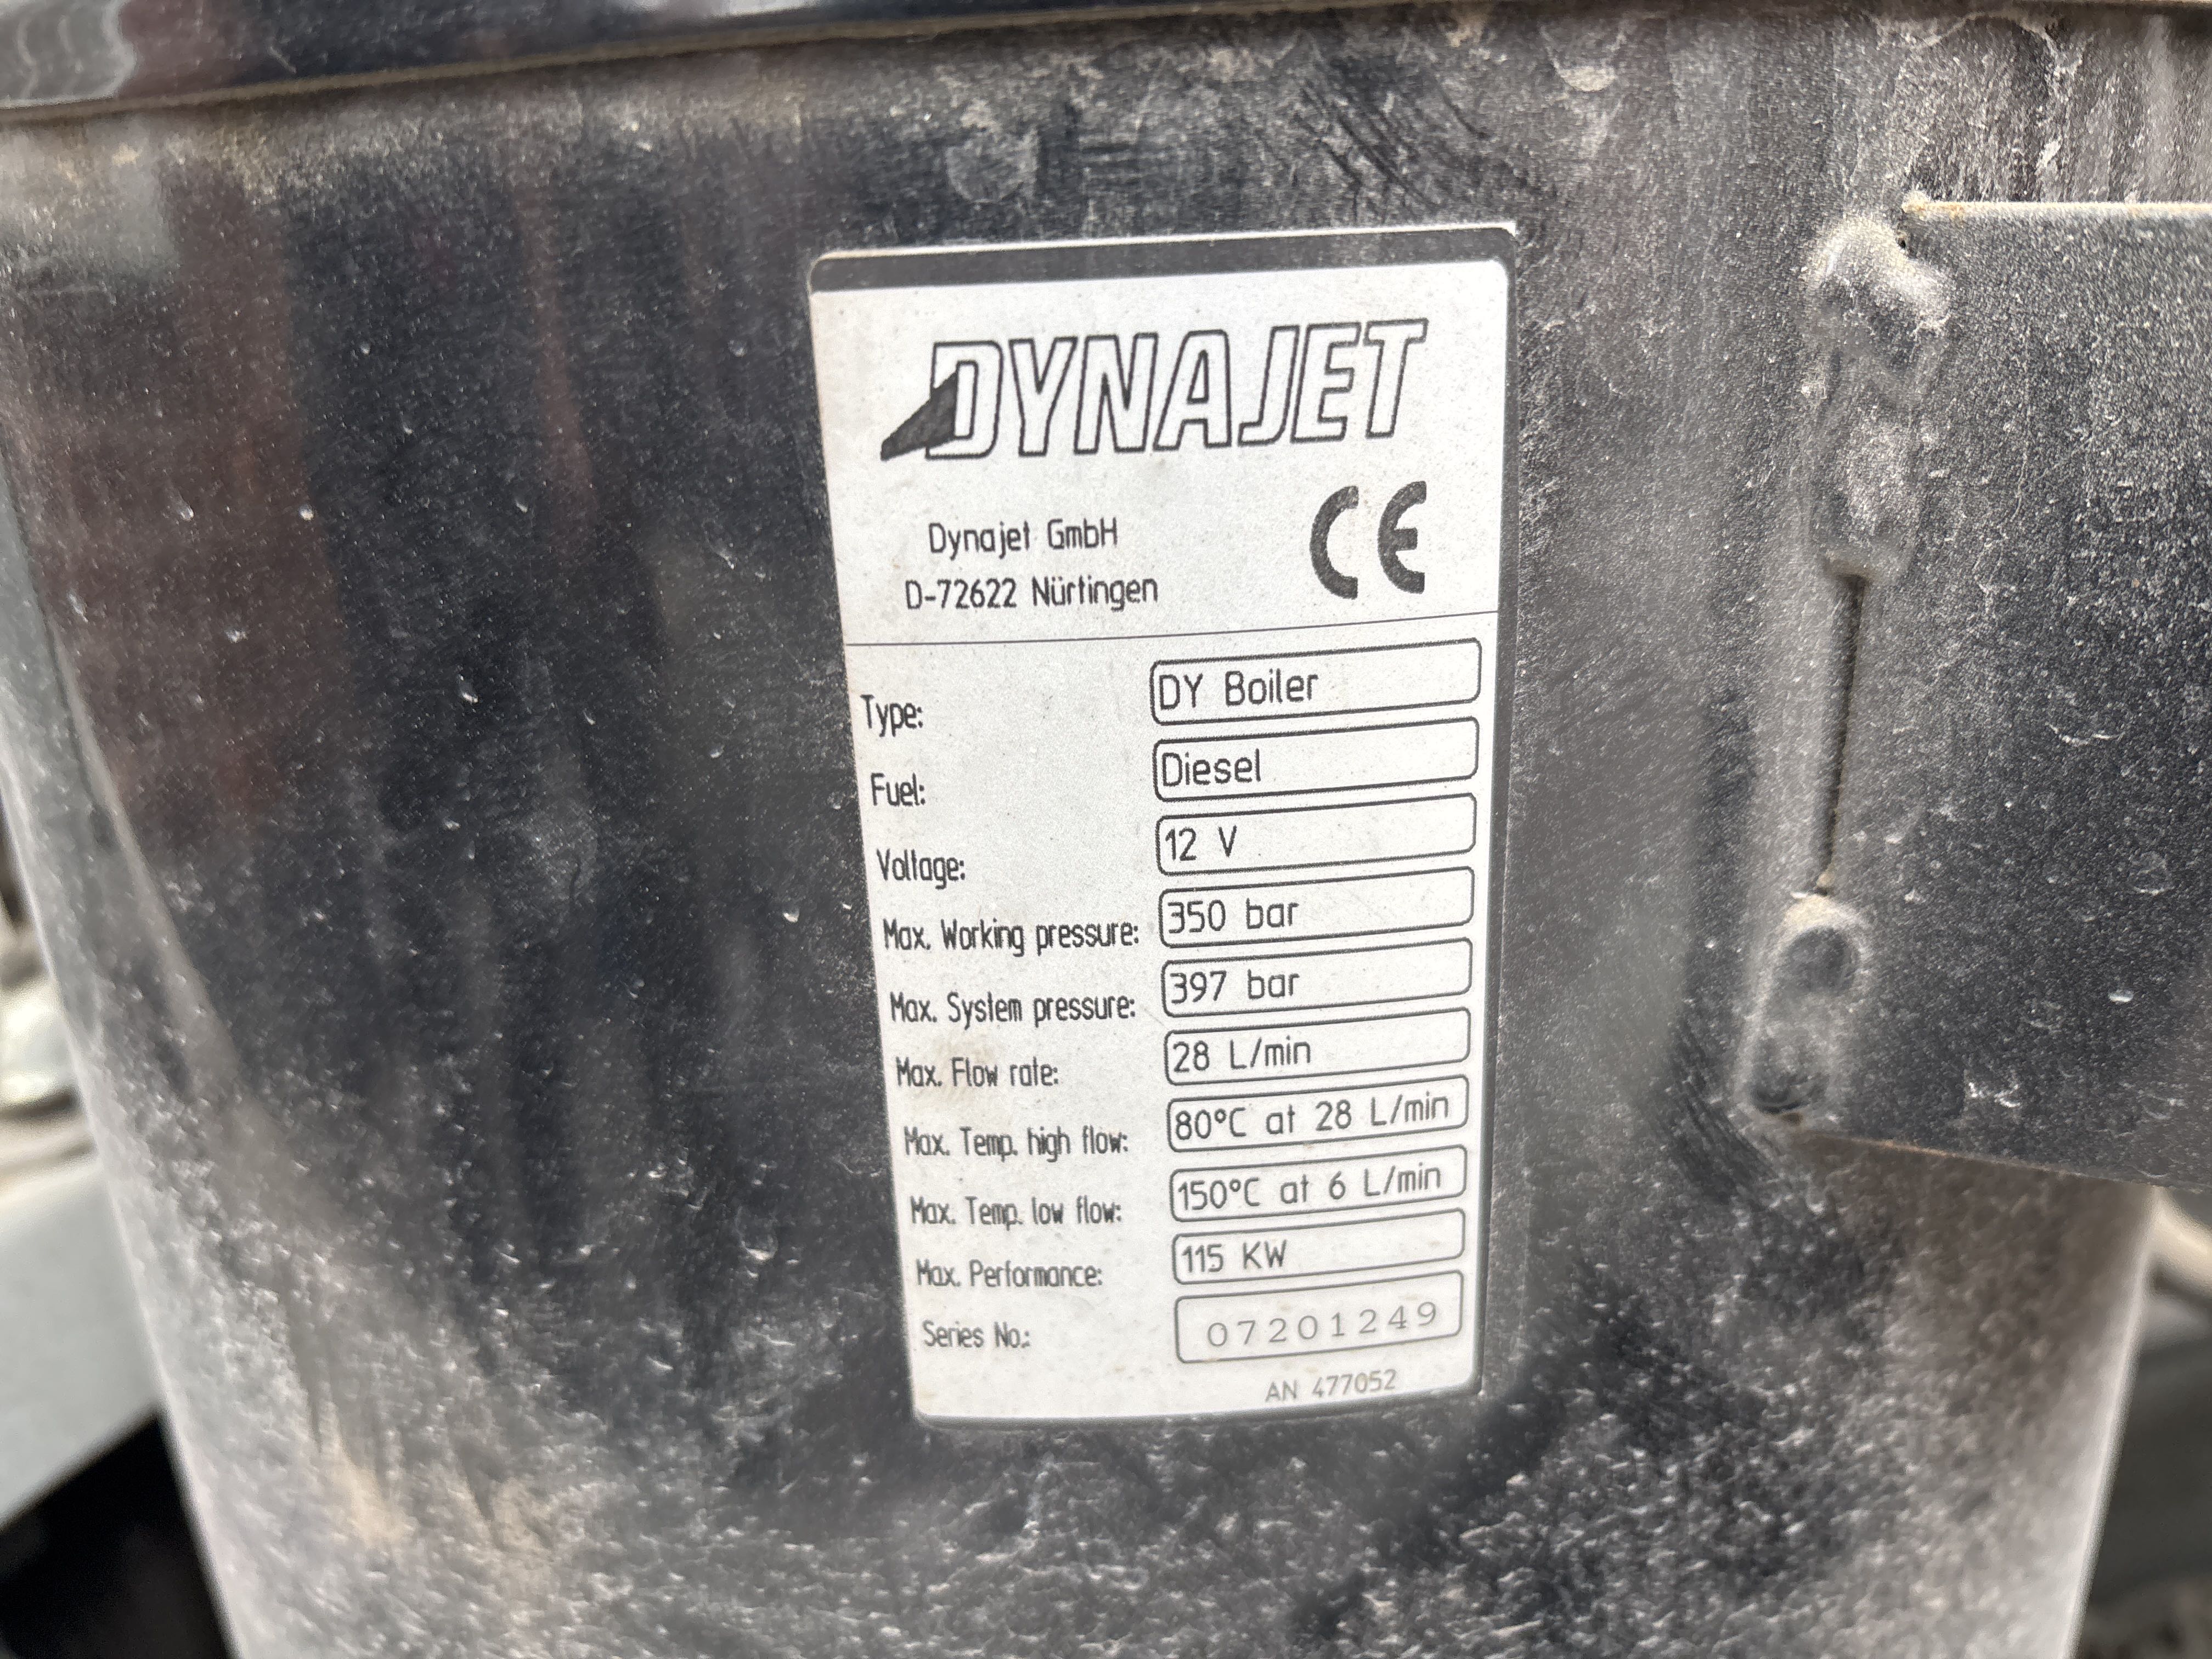 DYNAJET
Dynajet GmbH
D-72622 Nürtingen
CE
Type: DY Boiler
Fuel: Diesel
Voltage: 12 V
Max. Working pressure: 350 bar
Max. System pressure: 397 bar
Max. Flow rate: 28 L/min
Max. Temp. high flow: 80°C at 28 L/min
Max. Temp. low flow: 150°C at 6 L/min
Max. Performance: 115 KW
Series No.: 07201249
AN 477052